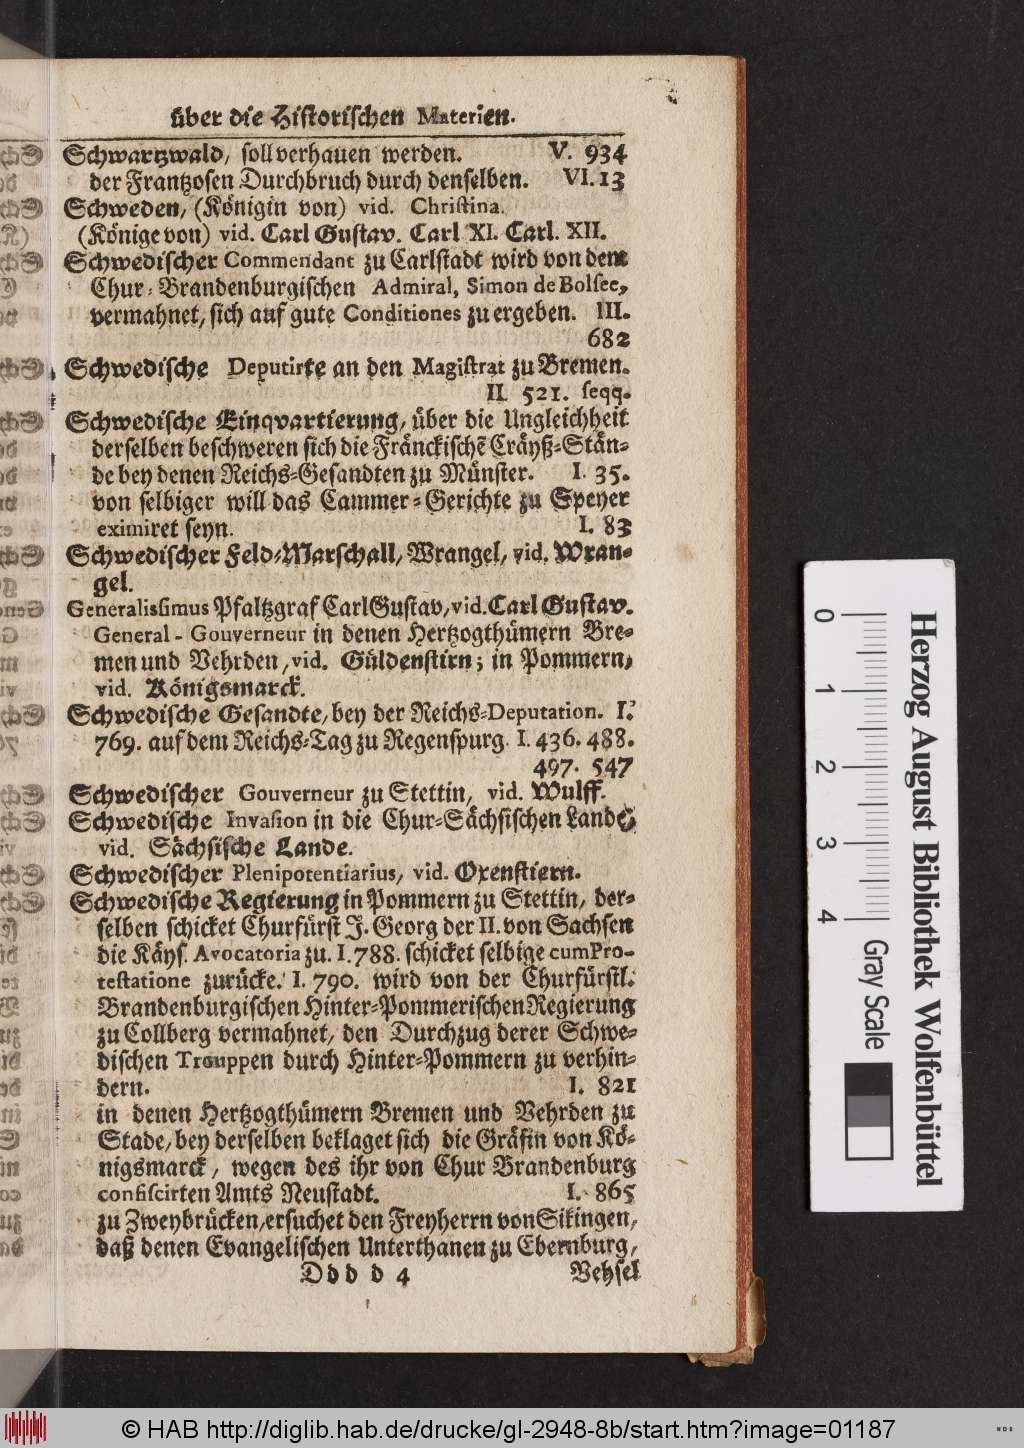 über die Historischen Materien.
Schwartzwald, soll verhauen werden. V. 934
der Frantzosen Durchbruch durch denselben. VI. 13
Schweden, (Königin von) vid. Christina.
(Könige von) vid. Carl Gustav. Carl XI. Carl. XII.
Schwedischer Commendant zu Carlstadt wird von dem
Chur-Brandenburgischen Admiral, Simon de Bolsec,
vermahnet, sich auf gute Conditiones zu ergeben. III.
682
Schwedische Deputirte an den Magistrat zu Bremen.
II. 521. seqq.
Schwedische Einqvartierung, über die Ungleichheit
derselben beschweren sich die Fränckischē Cräyß-Stän-
de bey denen Reichs-Gesandten zu Münster. I. 35.
von selbiger will das Cammer-Gerichte zu Speyer
eximiret seyn. I. 83
Schwedischer Feld-Marschall, Wrangel, vid. Wran-
gel.
Generalissimus Pfaltzgraf Carl Gustav, vid. Carl Gustav.
General-Gouverneur in denen Hertzogthümern Bre-
men und Vehrden, vid. Güldenstirn; in Pommern,
vid. Königsmarck.
Schwedische Gesandte, bey der Reichs-Deputation. I.
769. auf dem Reichs-Tag zu Regenspurg. I. 436. 488.
497. 547
Schwedischer Gouverneur zu Stettin, vid. Wulff.
Schwedische Invasion in die Chur-Sächsischen Lande
vid. Sächsische Lande.
Schwedischer Plenipotentiarius, vid. Oxenstiern.
Schwedische Regierung in Pommern zu Stettin, der-
selben schicket Churfürst J. Georg der II. von Sachsen
die Käys. Avocatoria zu. I. 788. schicket selbige cum Pro-
testatione zurücke. I. 790. wird von der Churfürstl.
Brandenburgischen Hinter-Pommerischen Regierung
zu Collberg vermahnet, den Durchzug derer Schwe-
dischen Trouppen durch Hinter-Pommern zu verhin-
dern. I. 821
in denen Hertzogthümern Bremen und Vehrden zu
Stade, bey derselben beklaget sich die Gräfin von Kö-
nigsmarck, wegen des ihr von Chur Brandenburg
confiscirten Amts Neustadt. I. 865
zu Zweybrücken, ersuchet den Freyherrn von Sikingen,
daß denen Evangelischen Unterthanen zu Ebernburg,
Ddd d 4 Vehsel
0 1 2 3 4 Gray Scale
Herzog August Bibliothek Wolfenbüttel
© HAB http://diglib.hab.de/drucke/gl-2948-8b/start.htm?image=01187